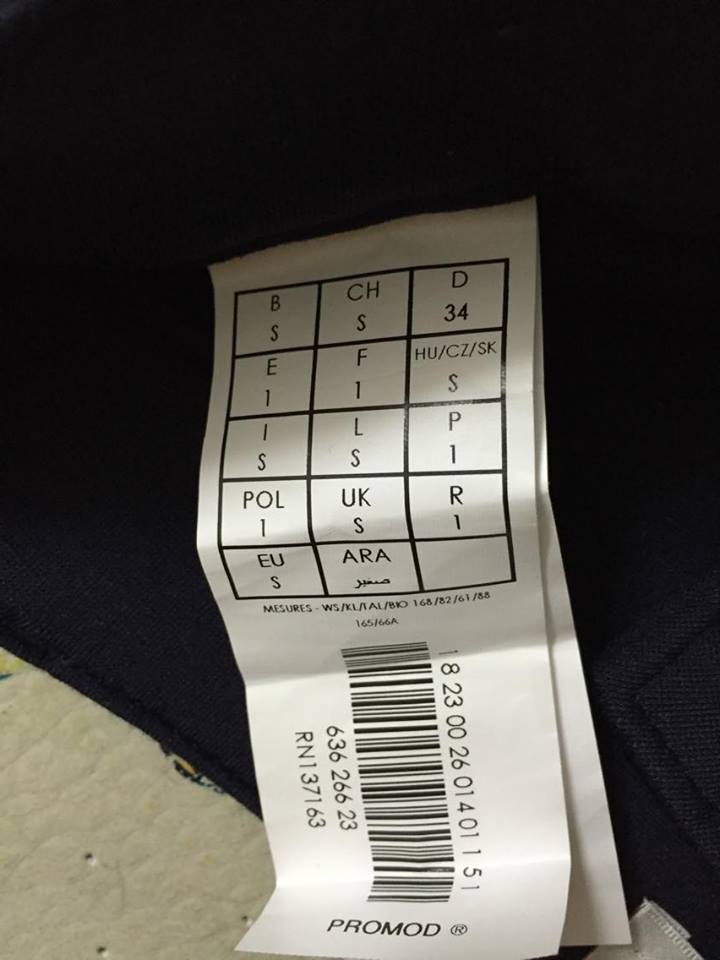 B CH D
S S 34
E F HU/CZ/SK
1 1 S
I L P
S S 1
POL UK R
1 S 1
EU ARA
S صغير
MESURES - WS/KL/TAL/BIO 168/82/61/88
165/66A
18 23 00 26 014 01 1 51
636 266 23
RN137163
PROMOD ®